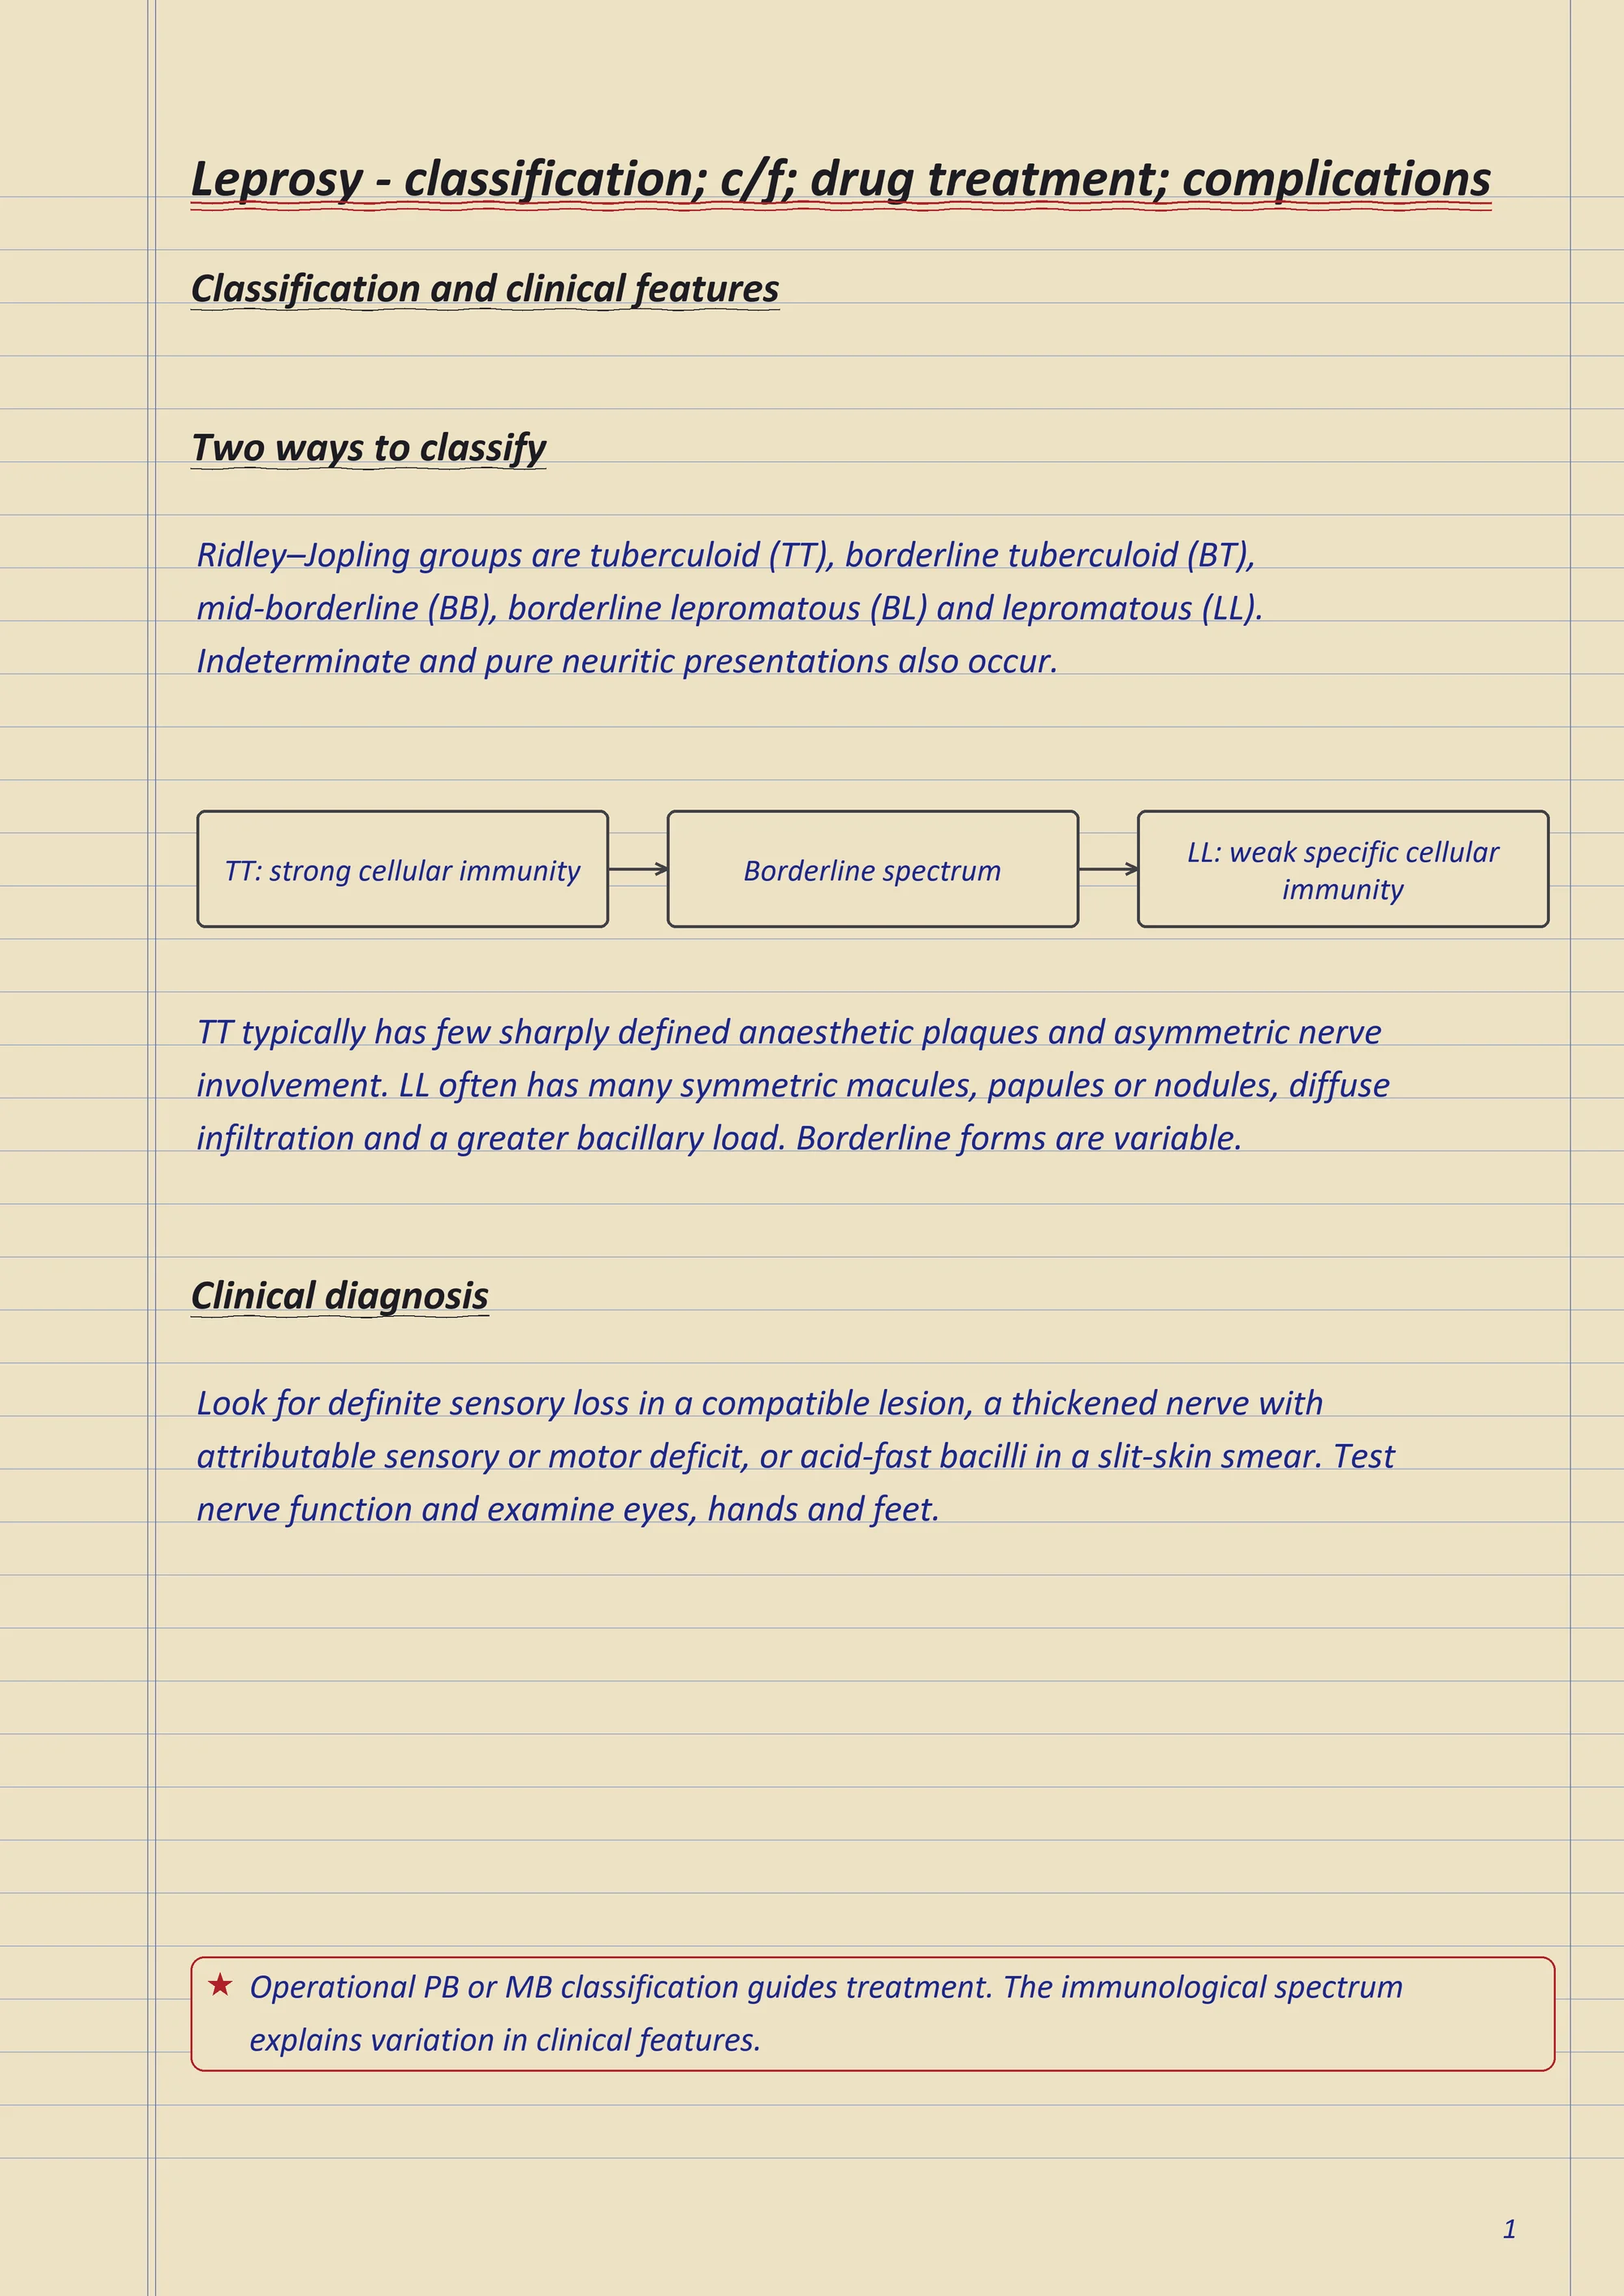 Leprosy - classification; c/f; drug treatment; complications
Classification and clinical features
Two ways to classify
Ridley–Jopling groups are tuberculoid (TT), borderline tuberculoid (BT),
mid-borderline (BB), borderline lepromatous (BL) and lepromatous (LL).
Indeterminate and pure neuritic presentations also occur.
TT: strong cellular immunity
Borderline spectrum
LL: weak specific cellular
immunity
TT typically has few sharply defined anaesthetic plaques and asymmetric nerve
involvement. LL often has many symmetric macules, papules or nodules, diffuse
infiltration and a greater bacillary load. Borderline forms are variable.
Clinical diagnosis
Look for definite sensory loss in a compatible lesion, a thickened nerve with
attributable sensory or motor deficit, or acid-fast bacilli in a slit-skin smear. Test
nerve function and examine eyes, hands and feet.
★ Operational PB or MB classification guides treatment. The immunological spectrum
explains variation in clinical features.
1